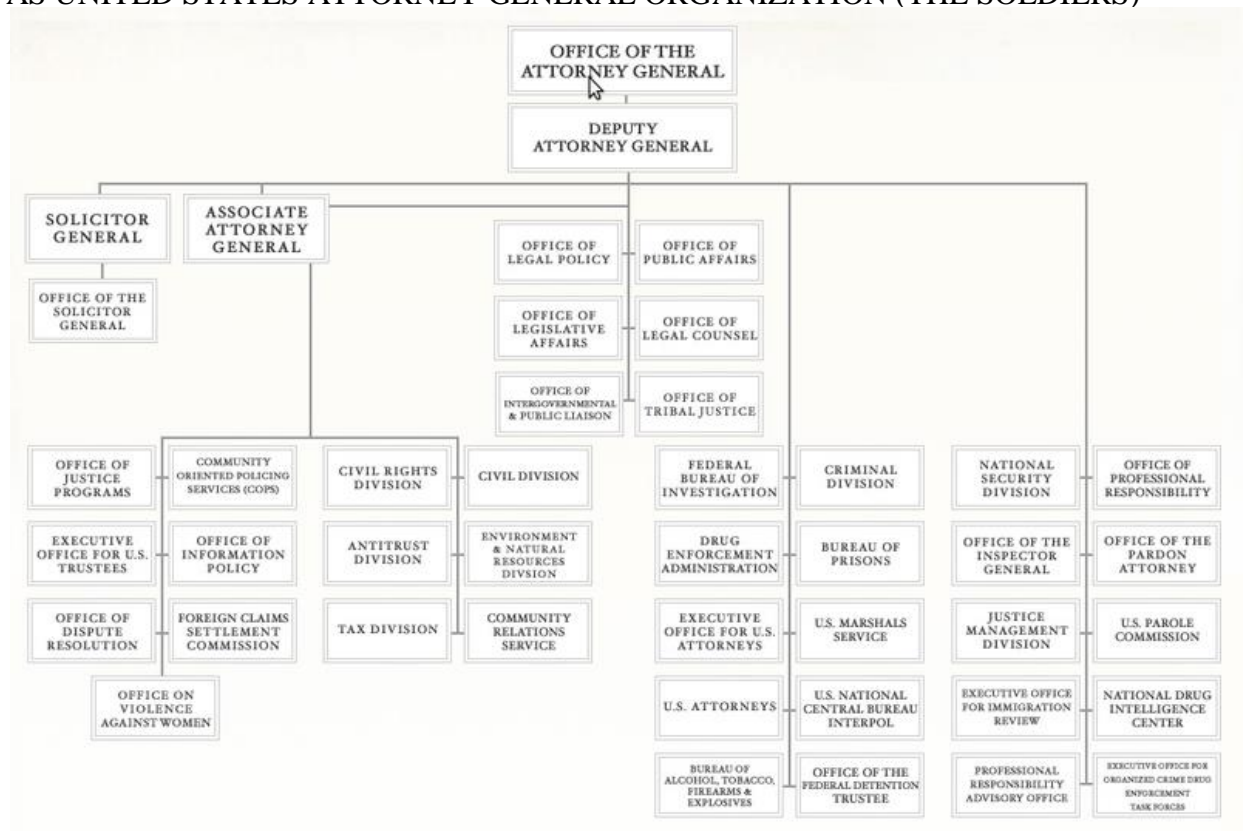 AS UNITED STATES ATTORNEY GENERAL ORGANIZATION (THE SOLDIERS)
OFFICE OF THE
ATTORNEY GENERAL
DEPUTY
ATTORNEY GENERAL
SOLICITOR
GENERAL
ASSOCIATE
ATTORNEY
GENERAL
OFFICE OF THE
SOLICITOR
GENERAL
OFFICE OF
LEGAL POLICY
OFFICE OF
PUBLIC AFFAIRS
OFFICE OF
LEGISLATIVE
AFFAIRS
OFFICE OF
LEGAL COUNSEL
OFFICE OF
INTERGOVERNMENTAL
& PUBLIC LIAISON
OFFICE OF
TRIBAL JUSTICE
OFFICE OF
JUSTICE
PROGRAMS
COMMUNITY
ORIENTED POLICING
SERVICES (COPS)
EXECUTIVE
OFFICE FOR U.S.
TRUSTEES
OFFICE OF
INFORMATION
POLICY
OFFICE OF
DISPUTE
RESOLUTION
FOREIGN CLAIMS
SETTLEMENT
COMMISSION
OFFICE ON
VIOLENCE
AGAINST WOMEN
CIVIL RIGHTS
DIVISION
CIVIL DIVISION
ANTITRUST
DIVISION
ENVIRONMENT
& NATURAL
RESOURCES
DIVSION
TAX DIVISION
COMMUNITY
RELATIONS
SERVICE
FEDERAL
BUREAU OF
INVESTIGATION
CRIMINAL
DIVISION
DRUG
ENFORCEMENT
ADMINISTRATION
BUREAU OF
PRISONS
EXECUTIVE
OFFICE FOR U.S.
ATTORNEYS
U.S. MARSHALS
SERVICE
U.S. ATTORNEYS
U.S. NATIONAL
CENTRAL BUREAU
INTERPOL
BUREAU OF
ALCOHOL, TOBACCO,
FIREARMS &
EXPLOSIVES
OFFICE OF THE
FEDERAL DETENTION
TRUSTEE
NATIONAL
SECURITY
DIVISION
OFFICE OF
PROFESSIONAL
RESPONSIBILITY
OFFICE OF THE
INSPECTOR
GENERAL
OFFICE OF THE
PARDON
ATTORNEY
JUSTICE
MANAGEMENT
DIVISION
U.S. PAROLE
COMMISSION
EXECUTIVE OFFICE
FOR IMMIGRATION
REVIEW
NATIONAL DRUG
INTELLIGENCE
CENTER
PROFESSIONAL
RESPONSIBILITY
ADVISORY OFFICE
EXECUTIVE OFFICE FOR
ORGANIZED CRIME DRUG
ENFORCEMENT
TASK FORCES